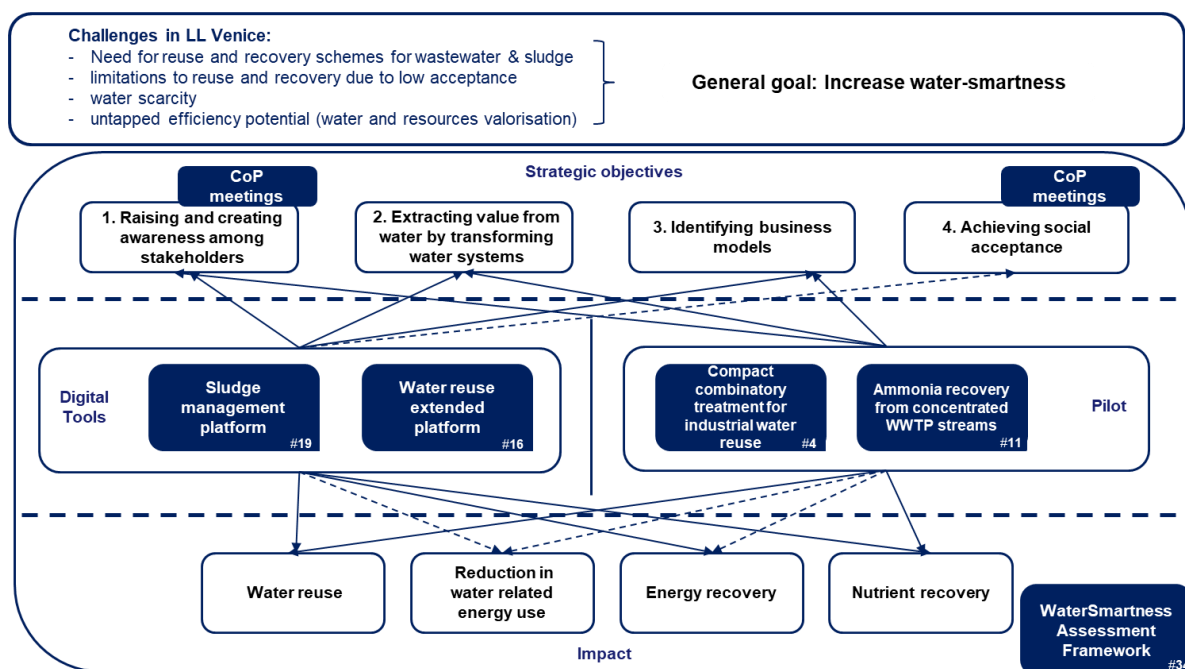 Challenges in LL Venice:
- Need for reuse and recovery schemes for wastewater & sludge
- limitations to reuse and recovery due to low acceptance
- water scarcity
- untapped efficiency potential (water and resources valorisation)
General goal: Increase water-smartness
Strategic objectives
CoP
meetings
1. Raising and creating
awareness among
stakeholders
2. Extracting value from
water by transforming
water systems
3. Identifying business
models
CoP
meetings
4. Achieving social
acceptance
Digital
Tools
Sludge
management
platform
#19
Water reuse
extended
platform
#16
Compact
combinatory
treatment for
industrial water
reuse
#4
Ammonia recovery
from concentrated
WWTP streams
#11
Pilot
Water reuse
Reduction in
water related
energy use
Energy recovery
Nutrient recovery
Impact
WaterSmartness
Assessment
Framework
#3